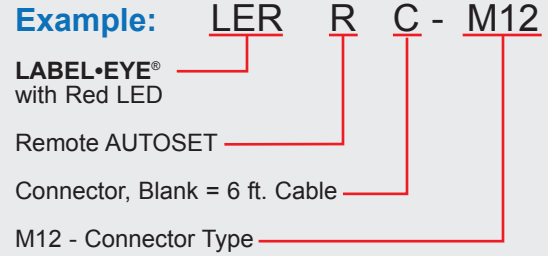 Example: LER R C - M12
LABEL•EYE®
with Red LED
Remote AUTOSET
Connector, Blank = 6 ft. Cable
M12 - Connector Type